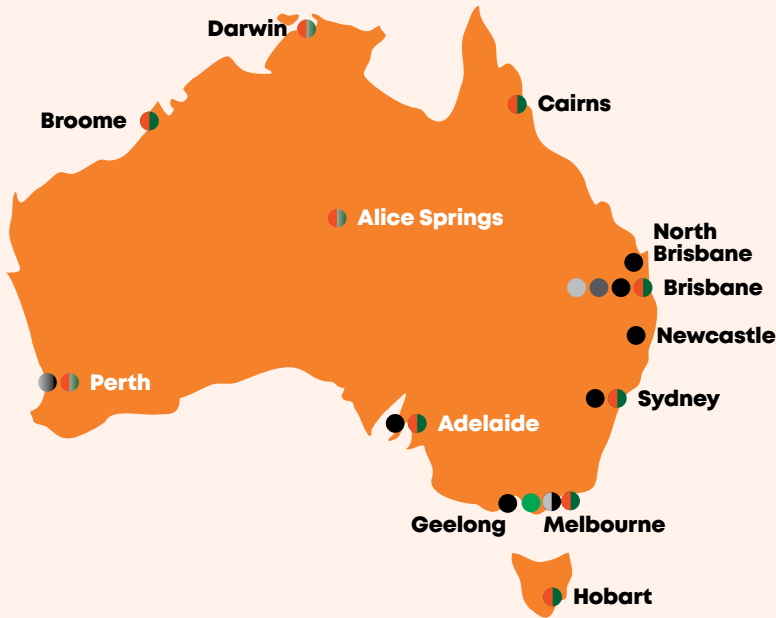 Darwin
Cairns
Broome
Alice Springs
North
Brisbane
Brisbane
Newcastle
Perth
Sydney
Adelaide
Geelong
Melbourne
Hobart